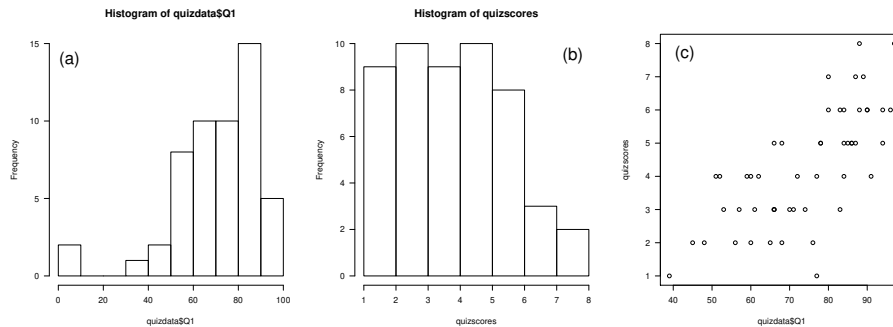 Histogram of quizdata$Q1
(a)
Frequency
15
10
5
0
0 20 40 60 80 100
quizdata$Q1
Histogram of quizscores
(b)
Frequency
10
8
6
4
2
0
1 2 3 4 5 6 7 8
quizscores
(c)
quizscores
8
7
6
5
4
3
2
1
40 50 60 70 80 90
quizdata$Q1